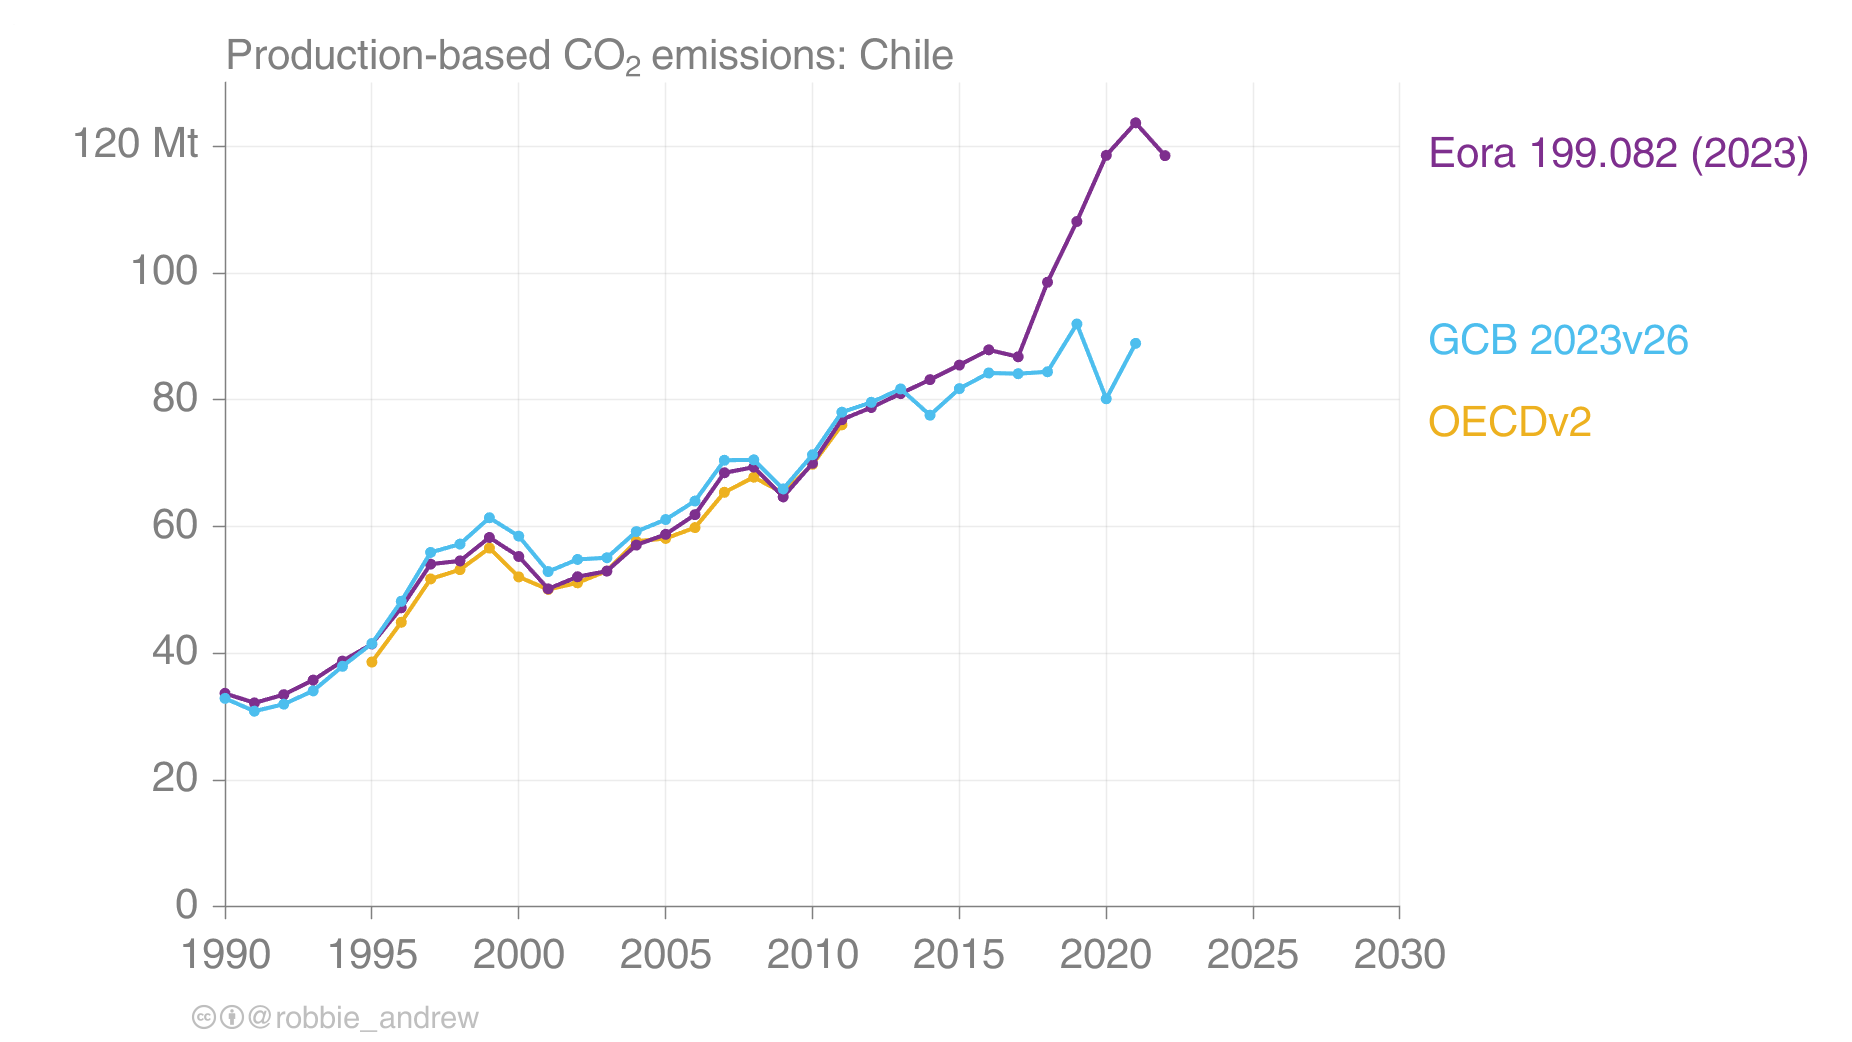 Production-based CO₂ emissions: Chile
120 Mt
100
80
60
40
20
0
1990 1995 2000 2005 2010 2015 2020 2025 2030
Eora 199.082 (2023)
GCB 2023v26
OECDv2
cc @robbie_andrew